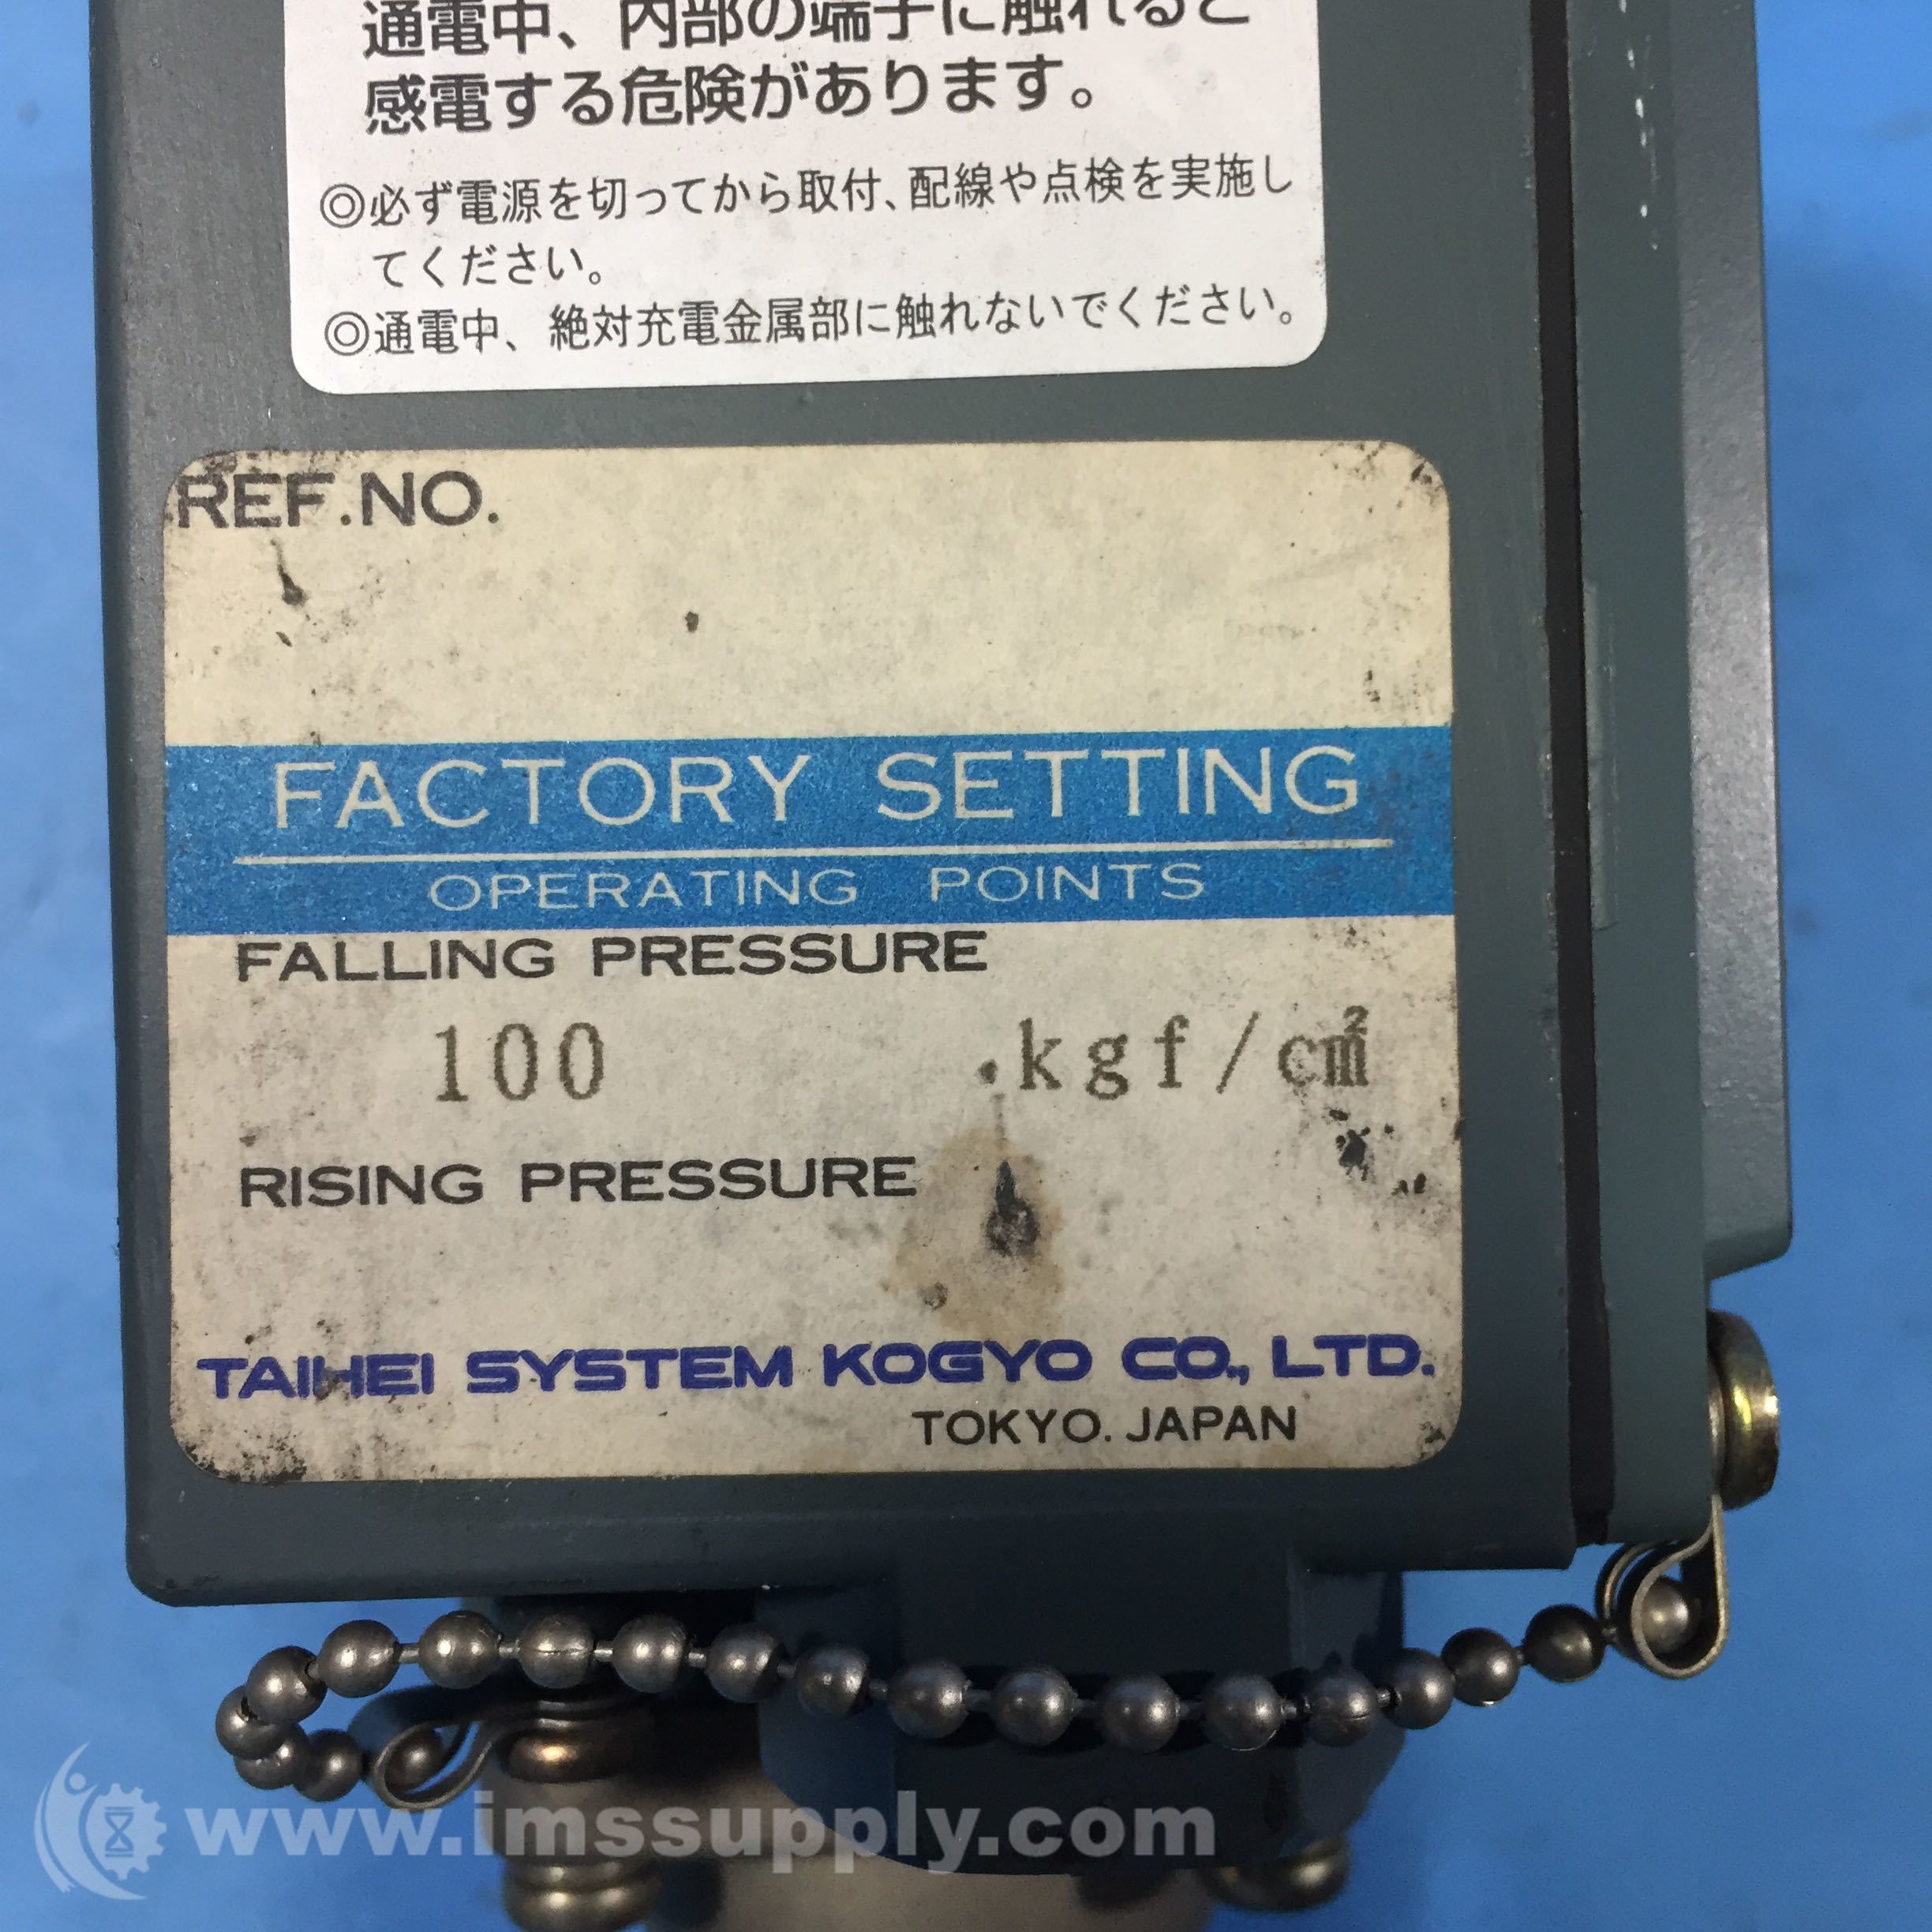 通電中、内部の端子に触れると
感電する危険があります。
◎必ず電源を切ってから取付、配線や点検を実施し
てください。
◎通電中、絶対充電金属部に触れないでください。
REF.NO.
FACTORY SETTING
OPERATING POINTS
FALLING PRESSURE
100 kgf/cm²
RISING PRESSURE
TAIHEI SYSTEM KOGYO CO., LTD.
TOKYO. JAPAN
www.imssupply.com